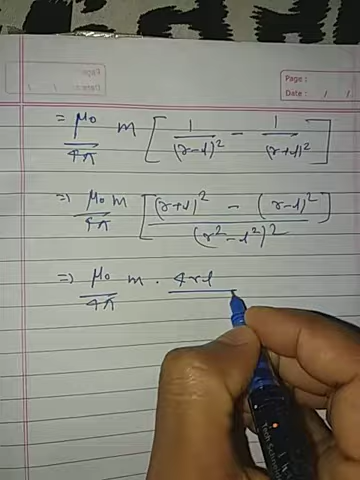 Page :
Date : / /
= μ₀/4π m [ 1/(r-l)² - 1/(r+l)² ]
⇒ μ₀ m/4π [ (r+l)² - (r-l)² / (r²-l²)² ]
⇒ μ₀/4π m . 4rl